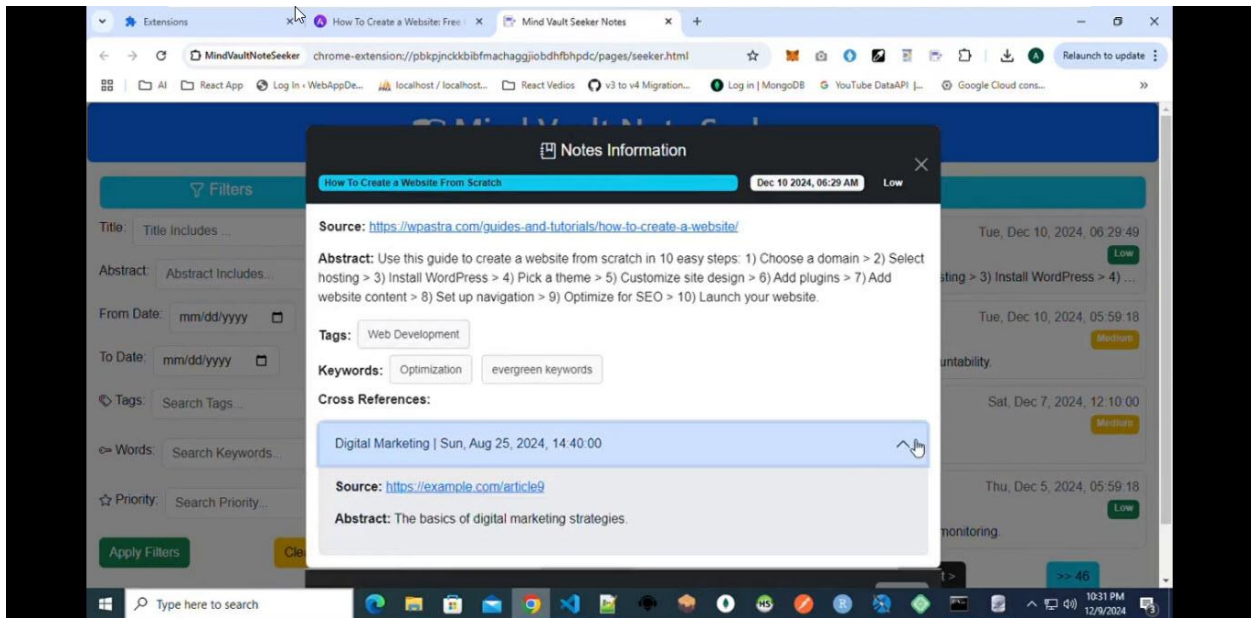 Extensions
How To Create a Website: Free
Mind Vault Seeker Notes
MindVaultNoteSeeker
chrome-extension://pbkpjnckkbibfmachaggjiobdhfbhpdc/pages/seeker.html
Relaunch to update
AI
React App
Log In ‹ WebAppDe...
localhost / localhost...
React Vedios
v3 to v4 Migration...
Log in | MongoDB
YouTube DataAPI |...
Google Cloud cons...
Notes Information
How To Create a Website From Scratch
Dec 10 2024, 06:29 AM
Low
Filters
Title:
Title Includes ...
Abstract:
Abstract Includes...
From Date:
mm/dd/yyyy
To Date:
mm/dd/yyyy
Tags:
Search Tags...
Words:
Search Keywords...
Priority:
Search Priority...
Apply Filters
Source: https://wpastra.com/guides-and-tutorials/how-to-create-a-website/
Abstract: Use this guide to create a website from scratch in 10 easy steps: 1) Choose a domain > 2) Select
hosting > 3) Install WordPress > 4) Pick a theme > 5) Customize site design > 6) Add plugins > 7) Add
website content > 8) Set up navigation > 9) Optimize for SEO > 10) Launch your website.
Tags:
Web Development
Keywords:
Optimization
evergreen keywords
Cross References:
Digital Marketing | Sun, Aug 25, 2024, 14:40:00
Source: https://example.com/article9
Abstract: The basics of digital marketing strategies.
Tue, Dec 10, 2024, 06:29:49
Low
> 3) Install WordPress > 4) ...
Tue, Dec 10, 2024, 05:59:18
Medium
Sat, Dec 7, 2024, 12:10:00
Medium
Thu, Dec 5, 2024, 05:59:18
Low
monitoring.
>> 46
Type here to search
10:31 PM
12/9/2024